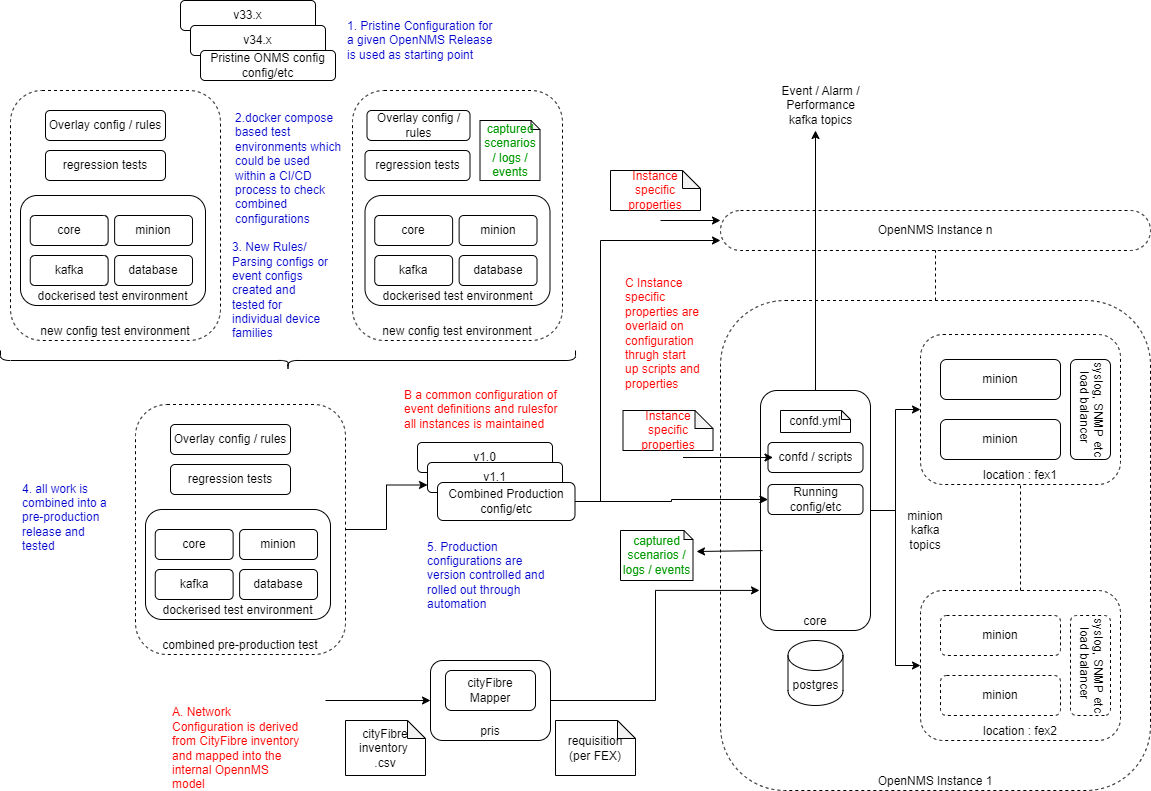 v33.x
v34.x
Pristine ONMS config
config/etc
1. Pristine Configuration for
a given OpenNMS Release
is used as starting point
Overlay config / rules
regression tests
core
minion
kafka
database
dockerised test environment
new config test environment
2.docker compose
based test
environments which
could be used
within a CI/CD
process to check
combined
configurations
3. New Rules/
Parsing configs or
event configs
created and
tested for
individual device
families
Overlay config /
rules
regression tests
captured
scenarios
/ logs /
events
core
minion
kafka
database
dockerised test environment
new config test environment
Event / Alarm /
Performance
kafka topics
Instance
specific
properties
OpenNMS Instance n
C Instance
specific
properties are
overlaid on
configuration
thrugh start
up scripts and
properties
B a common configuration of
event definitions and rulesfor
all instances is maintained
Instance
specific
properties
confd.yml
confd / scripts
Running
config/etc
core
postgres
minion
kafka
topics
minion
minion
syslog, SNMP etc
load balancer
location : fex1
minion
minion
syslog, SNMP etc
load balancer
location : fex2
OpenNMS Instance 1
4. all work is
combined into a
pre-production
release and
tested
Overlay config / rules
regression tests
core
minion
kafka
database
dockerised test environment
combined pre-production test
v1.0
v1.1
Combined Production
config/etc
5. Production
configurations are
version controlled and
rolled out through
automation
captured
scenarios /
logs / events
A. Network
Configuration is derived
from CityFibre inventory
and mapped into the
internal OpennMS
model
cityFibre
Mapper
pris
cityFibre
inventory
.csv
requisition
(per FEX)